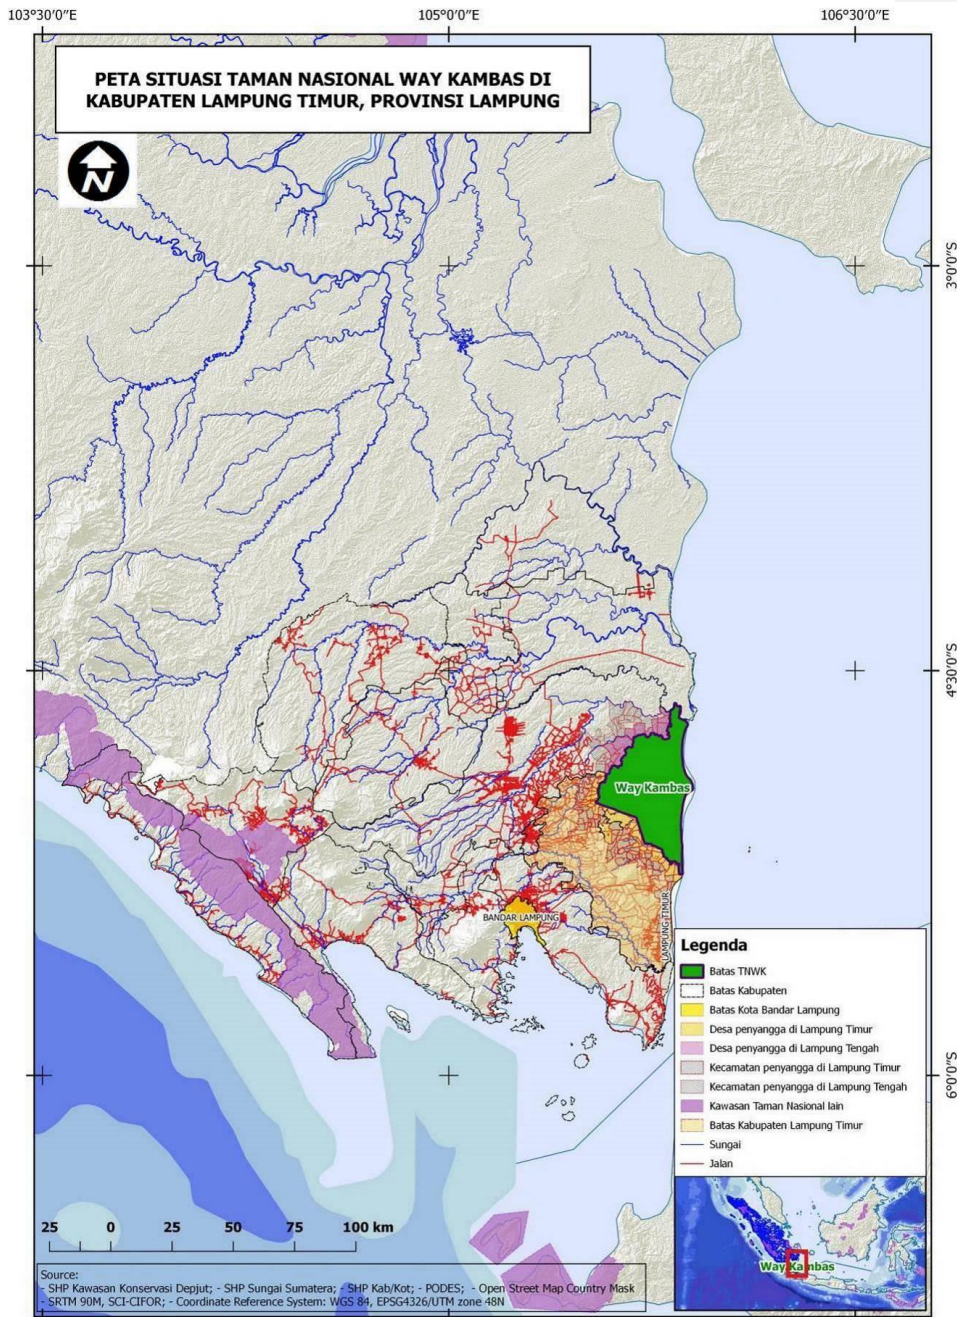 103°30'0"E
105°0'0"E
106°30'0"E
PETA SITUASI TAMAN NASIONAL WAY KAMBAS DI
KABUPATEN LAMPUNG TIMUR, PROVINSI LAMPUNG
N
3°0'0"S
4°30'0"S
Way Kambas
BANDAR LAMPUNG
LAMPUNG TIMUR
6°0'0"S
Legenda
Batas TNWK
Batas Kabupaten
Batas Kota Bandar Lampung
Desa penyangga di Lampung Timur
Desa penyangga di Lampung Tengah
Kecamatan penyangga di Lampung Timur
Kecamatan penyangga di Lampung Tengah
Kawasan Taman Nasional lain
Batas Kabupaten Lampung Timur
Sungai
Jalan
25 0 25 50 75 100 km
Way Kambas
Source:
- SHP Kawasan Konservasi Depjut; - SHP Sungai Sumatera; - SHP Kab/Kot; - PODES; - Open Street Map Country Mask
- SRTM 90M, SCI-CIFOR; - Coordinate Reference System: WGS 84, EPSG4326/UTM zone 48N